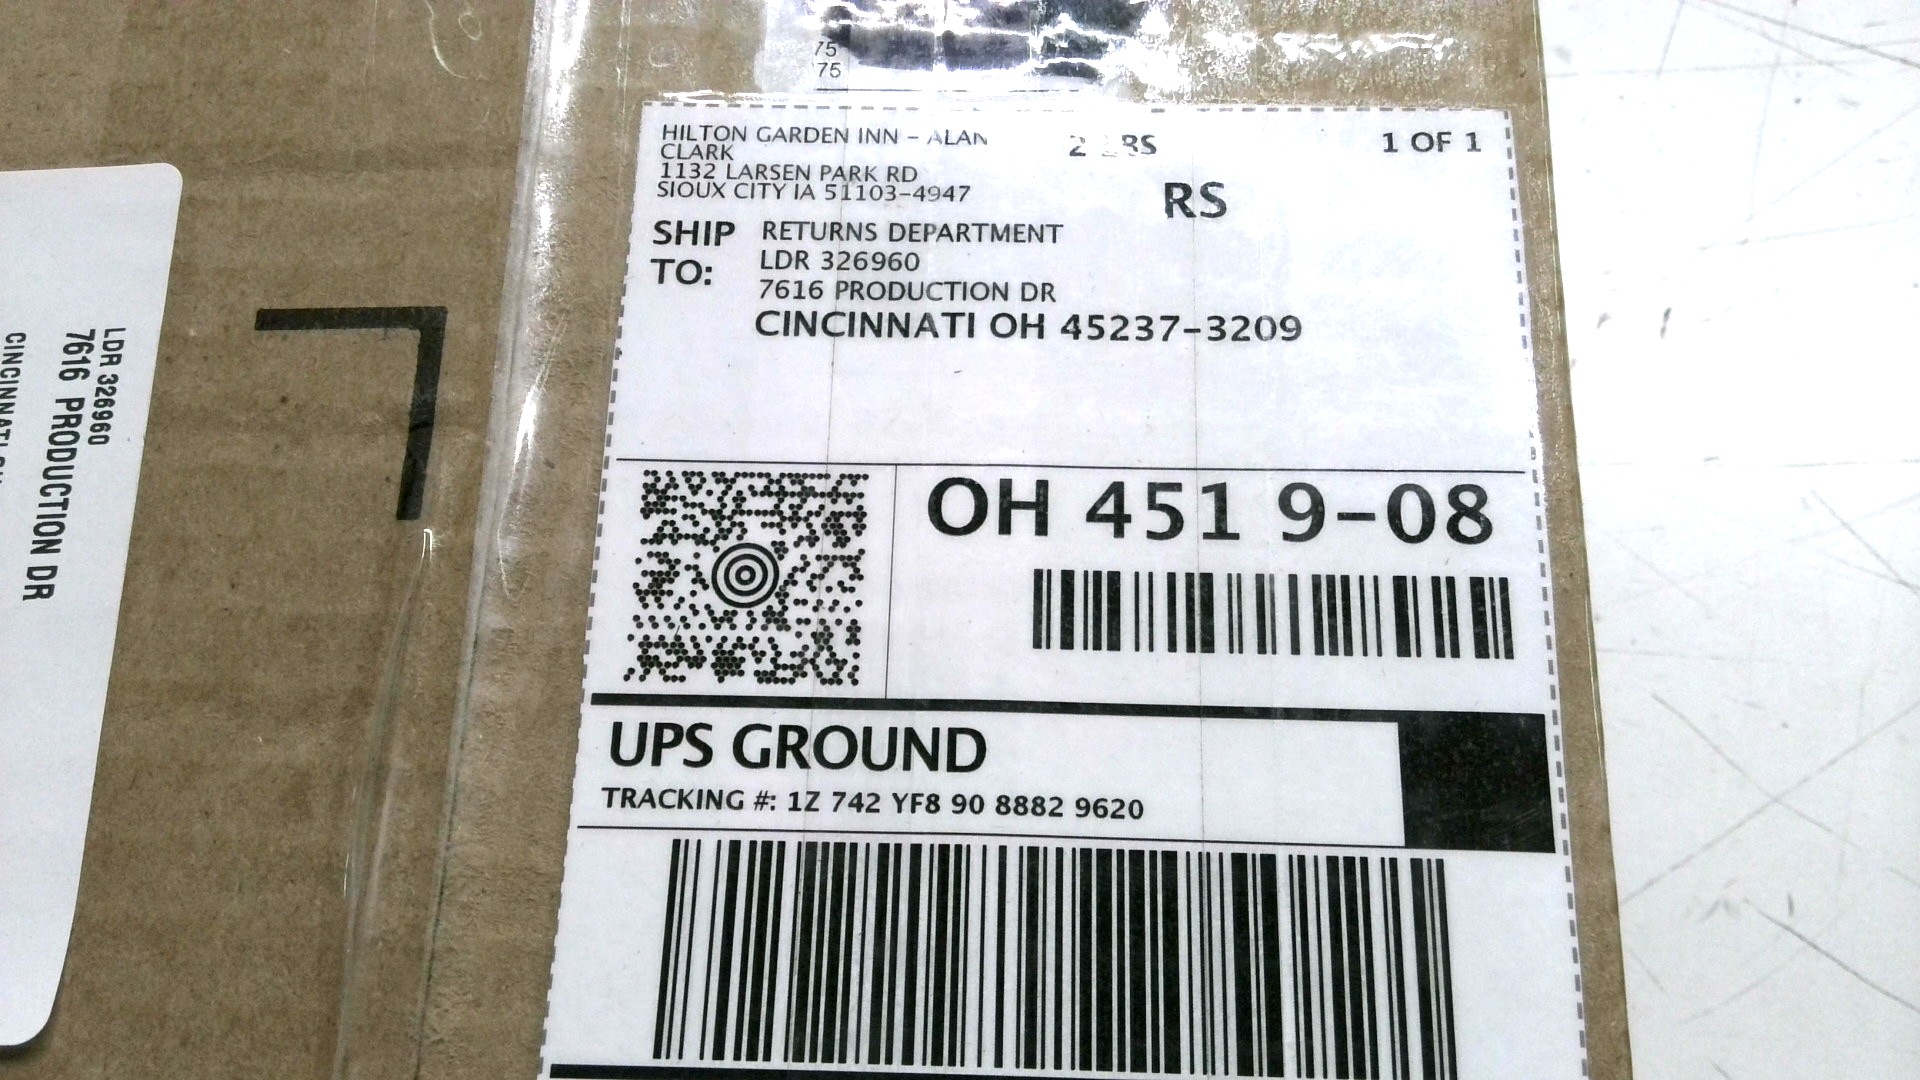 75
75
HILTON GARDEN INN - ALAN
CLARK
1132 LARSEN PARK RD
SIOUX CITY IA 51103-4947
2 LBS
1 OF 1
RS
SHIP TO:
RETURNS DEPARTMENT
LDR 326960
7616 PRODUCTION DR
CINCINNATI OH 45237-3209
OH 451 9-08
UPS GROUND
TRACKING #: 1Z 742 YF8 90 8882 9620
LDR 326960
7616 PRODUCTION DR